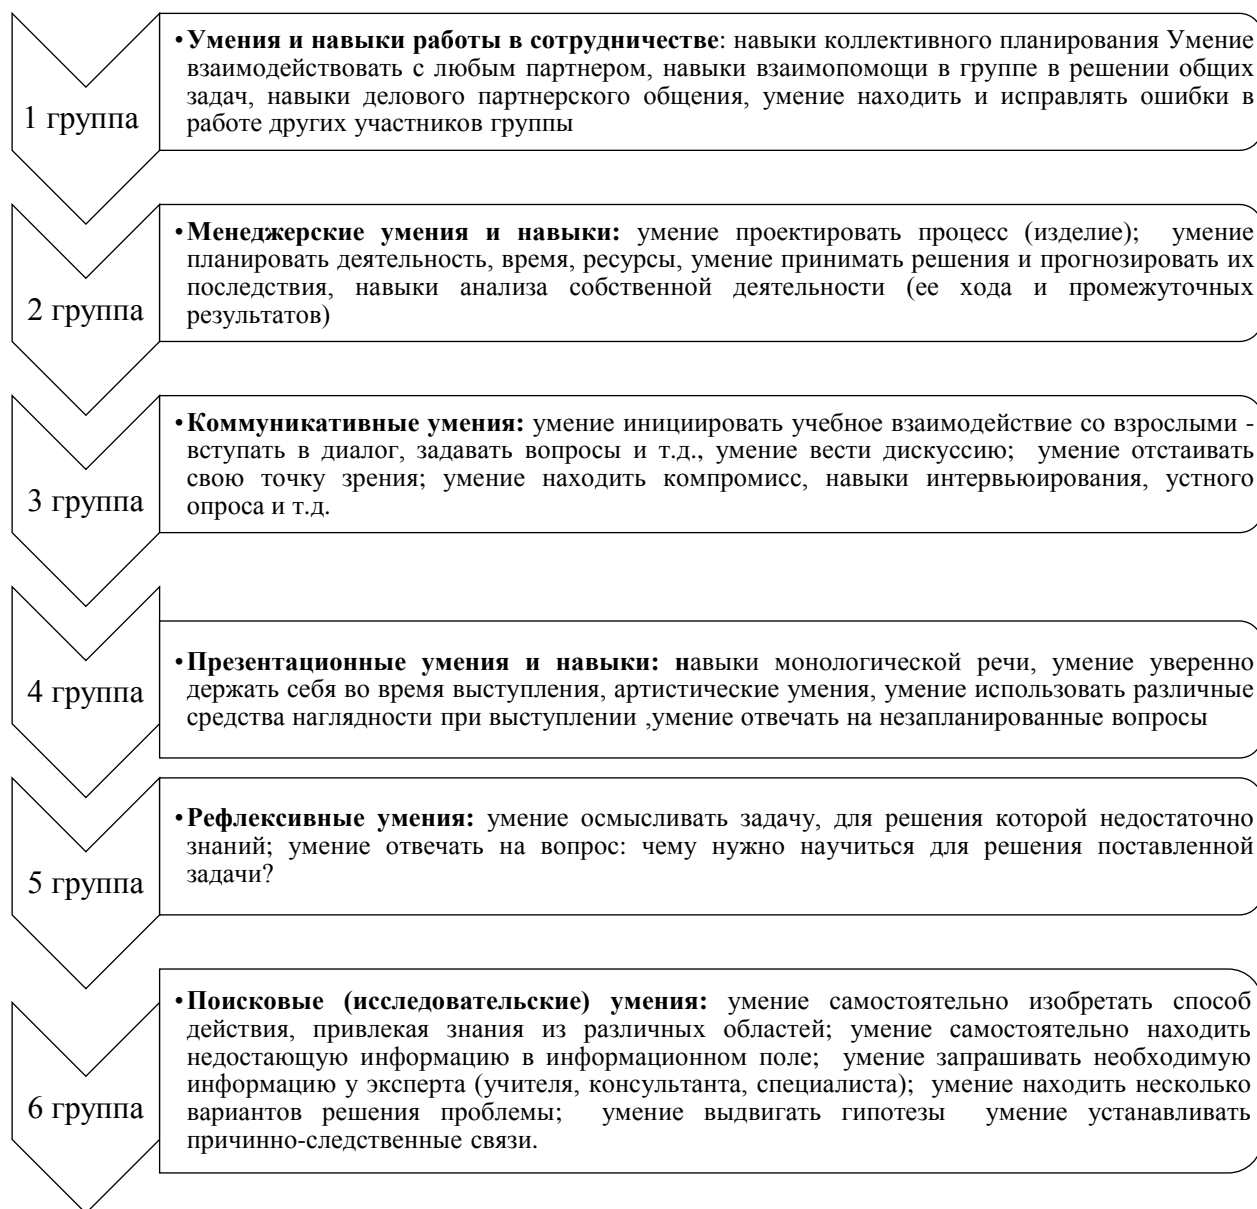 1 группа
•Умения и навыки работы в сотрудничестве: навыки коллективного планирования Умение
взаимодействовать с любым партнером, навыки взаимопомощи в группе в решении общих
задач, навыки делового партнерского общения, умение находить и исправлять ошибки в
работе других участников группы
2 группа
•Менеджерские умения и навыки: умение проектировать процесс (изделие); умение
планировать деятельность, время, ресурсы, умение принимать решения и прогнозировать их
последствия, навыки анализа собственной деятельности (ее хода и промежуточных
результатов)
3 группа
•Коммуникативные умения: умение инициировать учебное взаимодействие со взрослыми -
вступать в диалог, задавать вопросы и т.д., умение вести дискуссию; умение отстаивать
свою точку зрения; умение находить компромисс, навыки интервьюирования, устного
опроса и т.д.
4 группа
•Презентационные умения и навыки: навыки монологической речи, умение уверенно
держать себя во время выступления, артистические умения, умение использовать различные
средства наглядности при выступлении ,умение отвечать на незапланированные вопросы
5 группа
•Рефлексивные умения: умение осмысливать задачу, для решения которой недостаточно
знаний; умение отвечать на вопрос: чему нужно научиться для решения поставленной
задачи?
6 группа
•Поисковые (исследовательские) умения: умение самостоятельно изобретать способ
действия, привлекая знания из различных областей; умение самостоятельно находить
недостающую информацию в информационном поле; умение запрашивать необходимую
информацию у эксперта (учителя, консультанта, специалиста); умение находить несколько
вариантов решения проблемы; умение выдвигать гипотезы умение устанавливать
причинно-следственные связи.